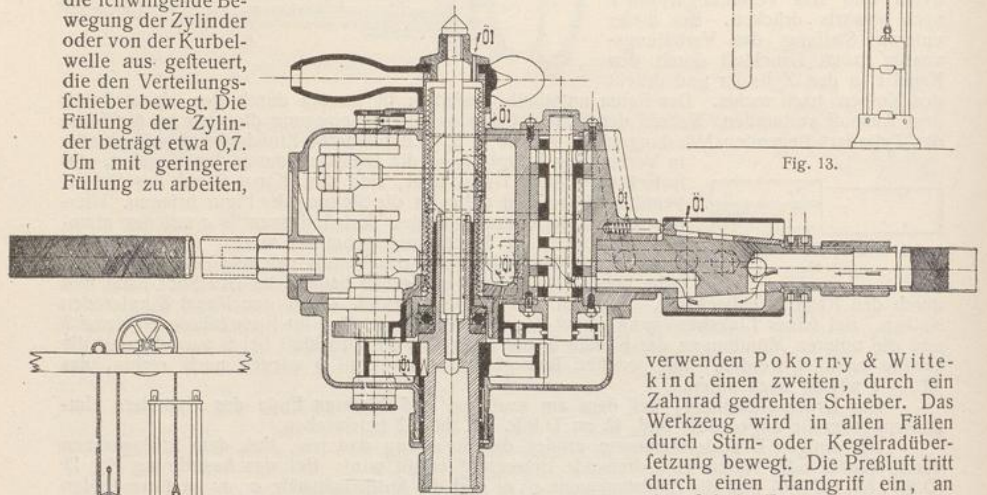 die schwingende Be-
wegung der Zylinder
oder von der Kurbel-
welle aus gesteuert,
die den Verteilungs-
schieber bewegt. Die
Füllung der Zylin-
der beträgt etwa 0,7.
Um mit geringerer
Füllung zu arbeiten,
Öl
Öl
Fig. 13.
Öl
Öl
Öl
verwenden Pokorny & Witte-
kind einen zweiten, durch ein
Zahnrad gedrehten Schieber. Das
Werkzeug wird in allen Fällen
durch Stirn- oder Kegelradüber-
setzung bewegt. Die Preßluft tritt
durch einen Handgriff ein, an